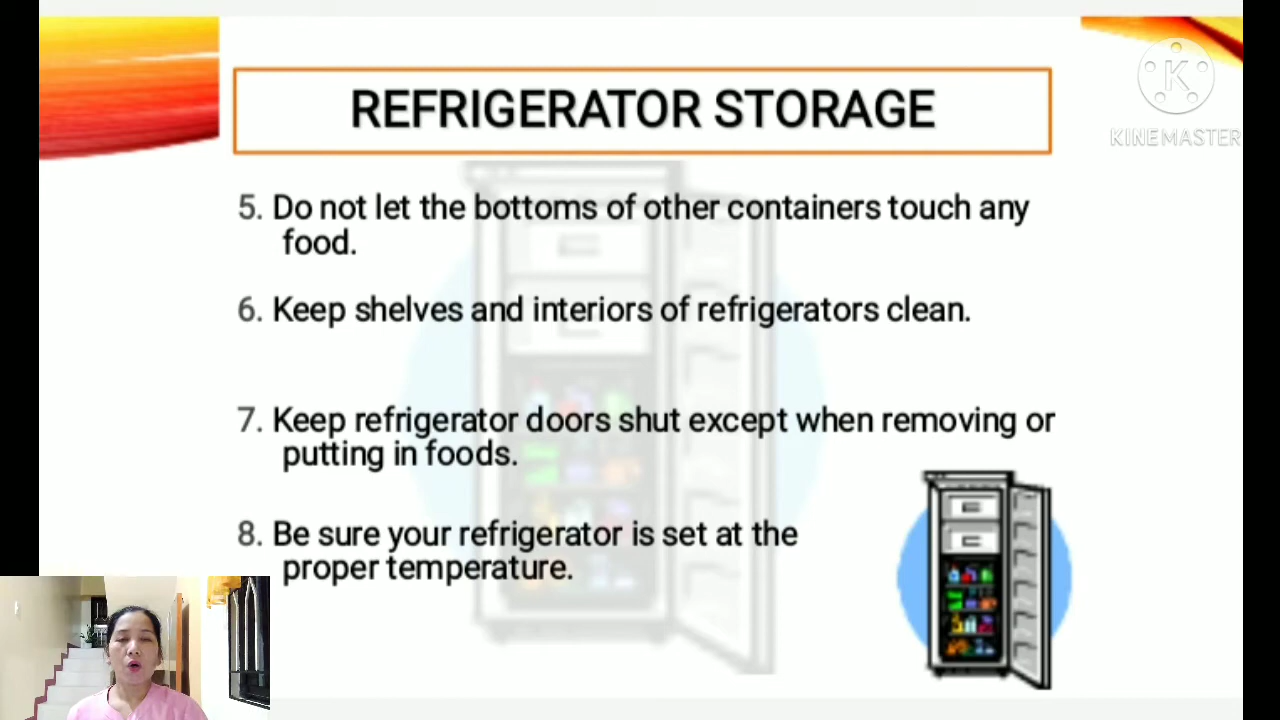 REFRIGERATOR STORAGE
K
KINEMASTER
5. Do not let the bottoms of other containers touch any
food.
6. Keep shelves and interiors of refrigerators clean.
7. Keep refrigerator doors shut except when removing or
putting in foods.
8. Be sure your refrigerator is set at the
proper temperature.